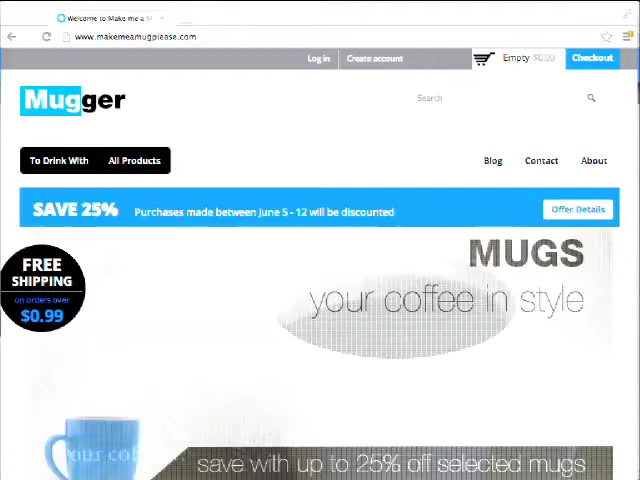 Welcome to Make me a M
www.makemeamugplease.com
Log in
Create account
Empty $0.00
Checkout
Mugger
Search
To Drink With
All Products
Blog
Contact
About
SAVE 25%
Purchases made between June 5 - 12 will be discounted
Offer Details
FREE
SHIPPING
on orders over
$0.99
MUGS
your coffee in style
your cof
save with up to 25% off selected mugs